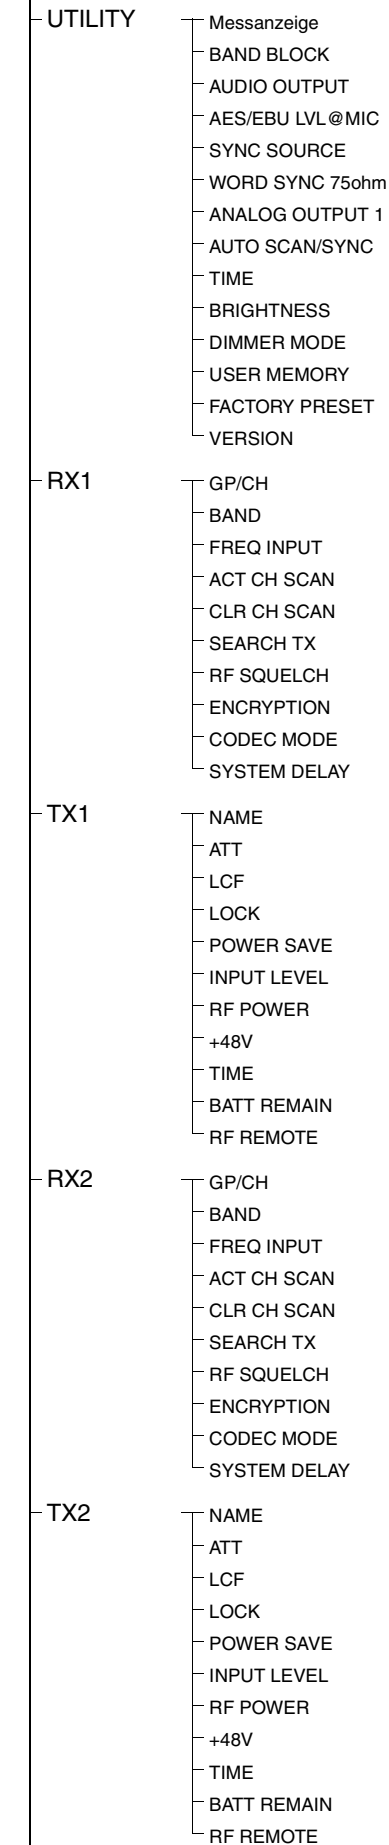 UTILITY
Messanzeige
BAND BLOCK
AUDIO OUTPUT
AES/EBU LVL@MIC
SYNC SOURCE
WORD SYNC 75ohm
ANALOG OUTPUT 1
AUTO SCAN/SYNC
TIME
BRIGHTNESS
DIMMER MODE
USER MEMORY
FACTORY PRESET
VERSION
RX1
GP/CH
BAND
FREQ INPUT
ACT CH SCAN
CLR CH SCAN
SEARCH TX
RF SQUELCH
ENCRYPTION
CODEC MODE
SYSTEM DELAY
TX1
NAME
ATT
LCF
LOCK
POWER SAVE
INPUT LEVEL
RF POWER
+48V
TIME
BATT REMAIN
RF REMOTE
RX2
GP/CH
BAND
FREQ INPUT
ACT CH SCAN
CLR CH SCAN
SEARCH TX
RF SQUELCH
ENCRYPTION
CODEC MODE
SYSTEM DELAY
TX2
NAME
ATT
LCF
LOCK
POWER SAVE
INPUT LEVEL
RF POWER
+48V
TIME
BATT REMAIN
RF REMOTE